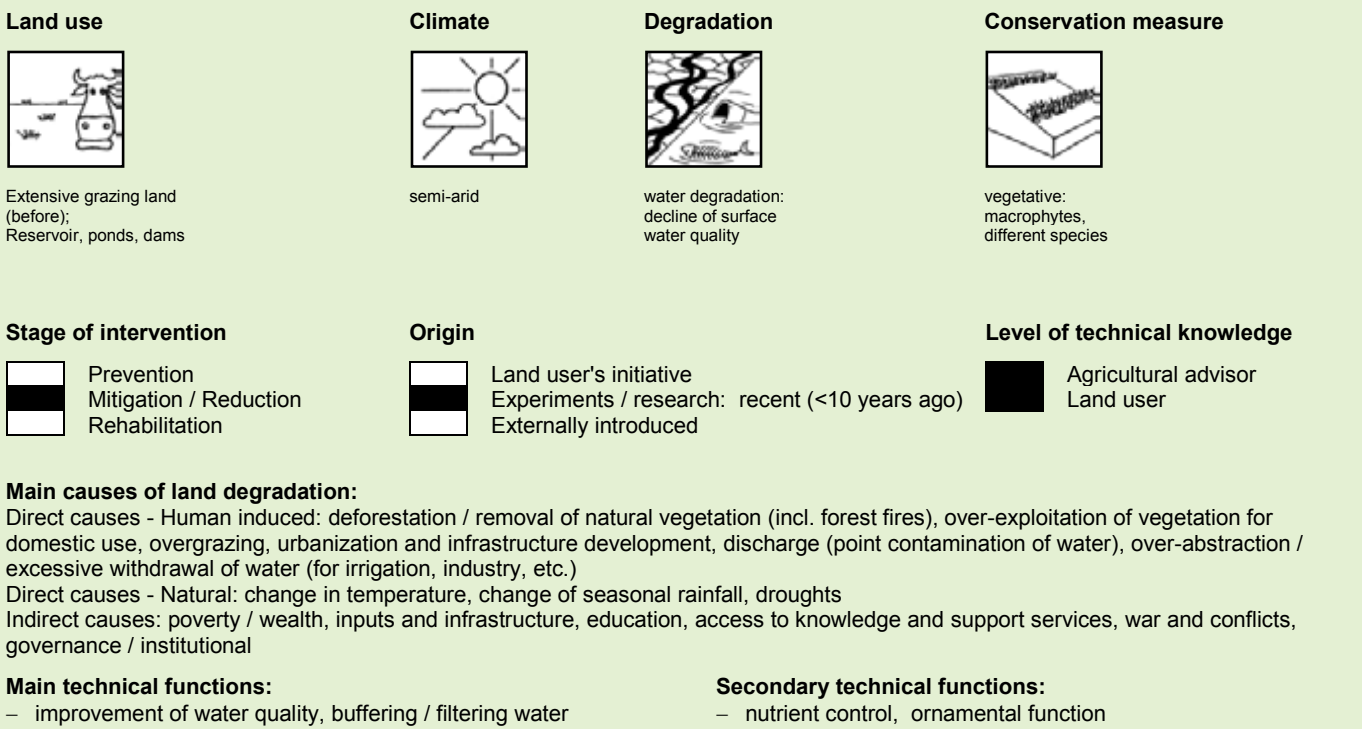 Land use
Climate
Degradation
Conservation measure
Extensive grazing land
(before);
Reservoir, ponds, dams
semi-arid
water degradation:
decline of surface
water quality
vegetative:
macrophytes,
different species
Stage of intervention
Origin
Level of technical knowledge
Prevention
Mitigation / Reduction
Rehabilitation
Land user's initiative
Experiments / research: recent (<10 years ago)
Externally introduced
Agricultural advisor
Land user
Main causes of land degradation:
Direct causes - Human induced: deforestation / removal of natural vegetation (incl. forest fires), over-exploitation of vegetation for
domestic use, overgrazing, urbanization and infrastructure development, discharge (point contamination of water), over-abstraction /
excessive withdrawal of water (for irrigation, industry, etc.)
Direct causes - Natural: change in temperature, change of seasonal rainfall, droughts
Indirect causes: poverty / wealth, inputs and infrastructure, education, access to knowledge and support services, war and conflicts,
governance / institutional
Main technical functions:
– improvement of water quality, buffering / filtering water
Secondary technical functions:
– nutrient control, ornamental function